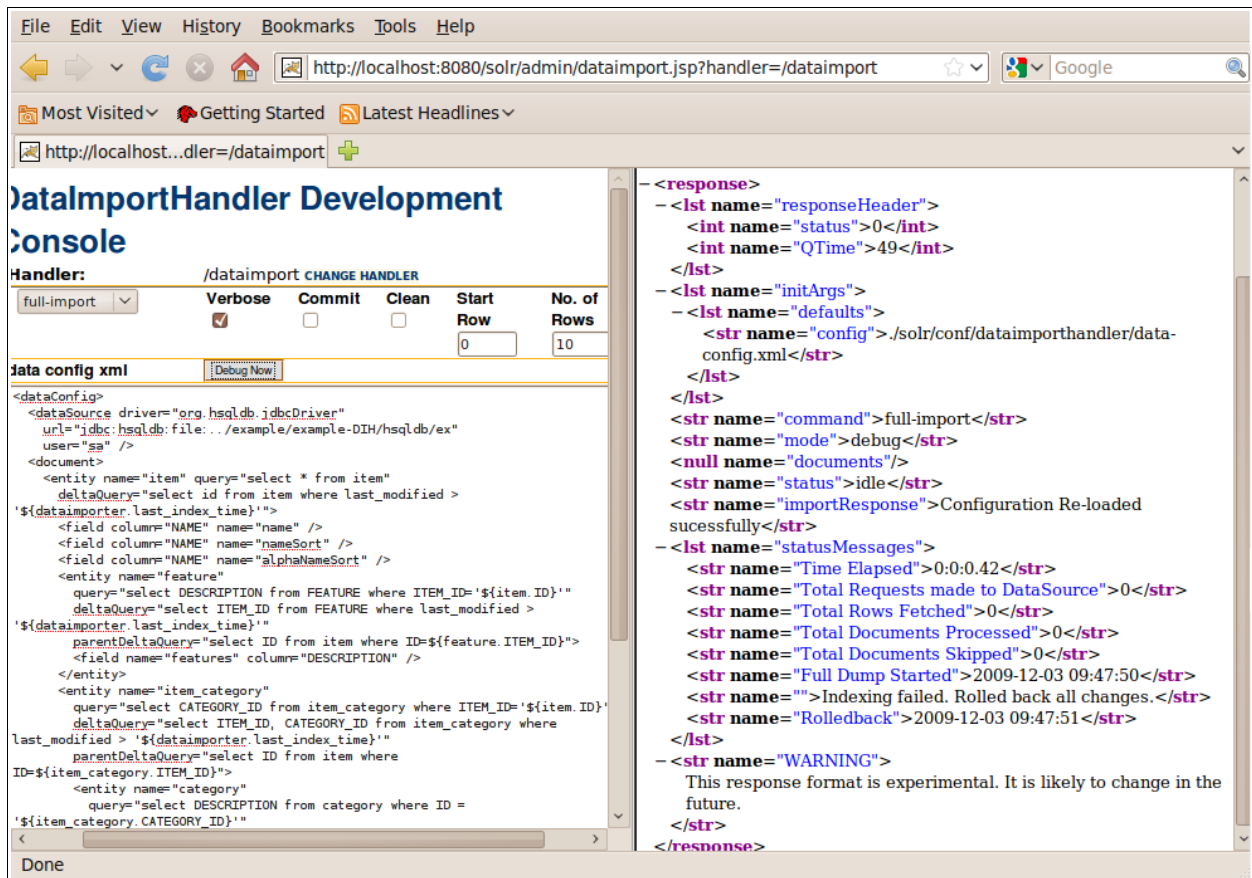 File Edit View History Bookmarks Tools Help
http://localhost:8080/solr/admin/dataimport.jsp?handler=/dataimport
Google
Most Visited Getting Started Latest Headlines
http://localhost...dler=/dataimport
DataImportHandler Development
Console
Handler: /dataimport CHANGE HANDLER
full-import Verbose Commit Clean Start Row No. of Rows
0 10
data config xml Debug Now
<dataConfig>
<dataSource driver="org.hsqldb.jdbcDriver"
url="jdbc:hsqldb:file:../example/example-DIH/hsqldb/ex"
user="sa" />
<document>
<entity name="item" query="select * from item"
deltaQuery="select id from item where last_modified >
'${dataimporter.last_index_time}'">
<field column="NAME" name="name" />
<field column="NAME" name="nameSort" />
<field column="NAME" name="alphaNameSort" />
<entity name="feature"
query="select DESCRIPTION from FEATURE where ITEM_ID='${item.ID}'"
deltaQuery="select ITEM_ID from FEATURE where last_modified >
'${dataimporter.last_index_time}'"
parentDeltaQuery="select ID from item where ID=${feature.ITEM_ID}">
<field name="features" column="DESCRIPTION" />
</entity>
<entity name="item_category"
query="select CATEGORY_ID from item_category where ITEM_ID='${item.ID}'
deltaQuery="select ITEM_ID, CATEGORY_ID from item_category where
last_modified > '${dataimporter.last_index_time}'"
parentDeltaQuery="select ID from item where
ID=${item_category.ITEM_ID}">
<entity name="category"
query="select DESCRIPTION from category where ID =
'${item_category.CATEGORY_ID}'"
− <response>
− <lst name="responseHeader">
<int name="status">0</int>
<int name="QTime">49</int>
</lst>
− <lst name="initArgs">
− <lst name="defaults">
<str name="config">./solr/conf/dataimporthandler/data-
config.xml</str>
</lst>
</lst>
<str name="command">full-import</str>
<str name="mode">debug</str>
<null name="documents"/>
<str name="status">idle</str>
<str name="importResponse">Configuration Re-loaded
sucessfully</str>
− <lst name="statusMessages">
<str name="Time Elapsed">0:0:0.42</str>
<str name="Total Requests made to DataSource">0</str>
<str name="Total Rows Fetched">0</str>
<str name="Total Documents Processed">0</str>
<str name="Total Documents Skipped">0</str>
<str name="Full Dump Started">2009-12-03 09:47:50</str>
<str name="">Indexing failed. Rolled back all changes.</str>
<str name="Rolledback">2009-12-03 09:47:51</str>
</lst>
− <str name="WARNING">
This response format is experimental. It is likely to change in the
future.
</str>
</response>
Done